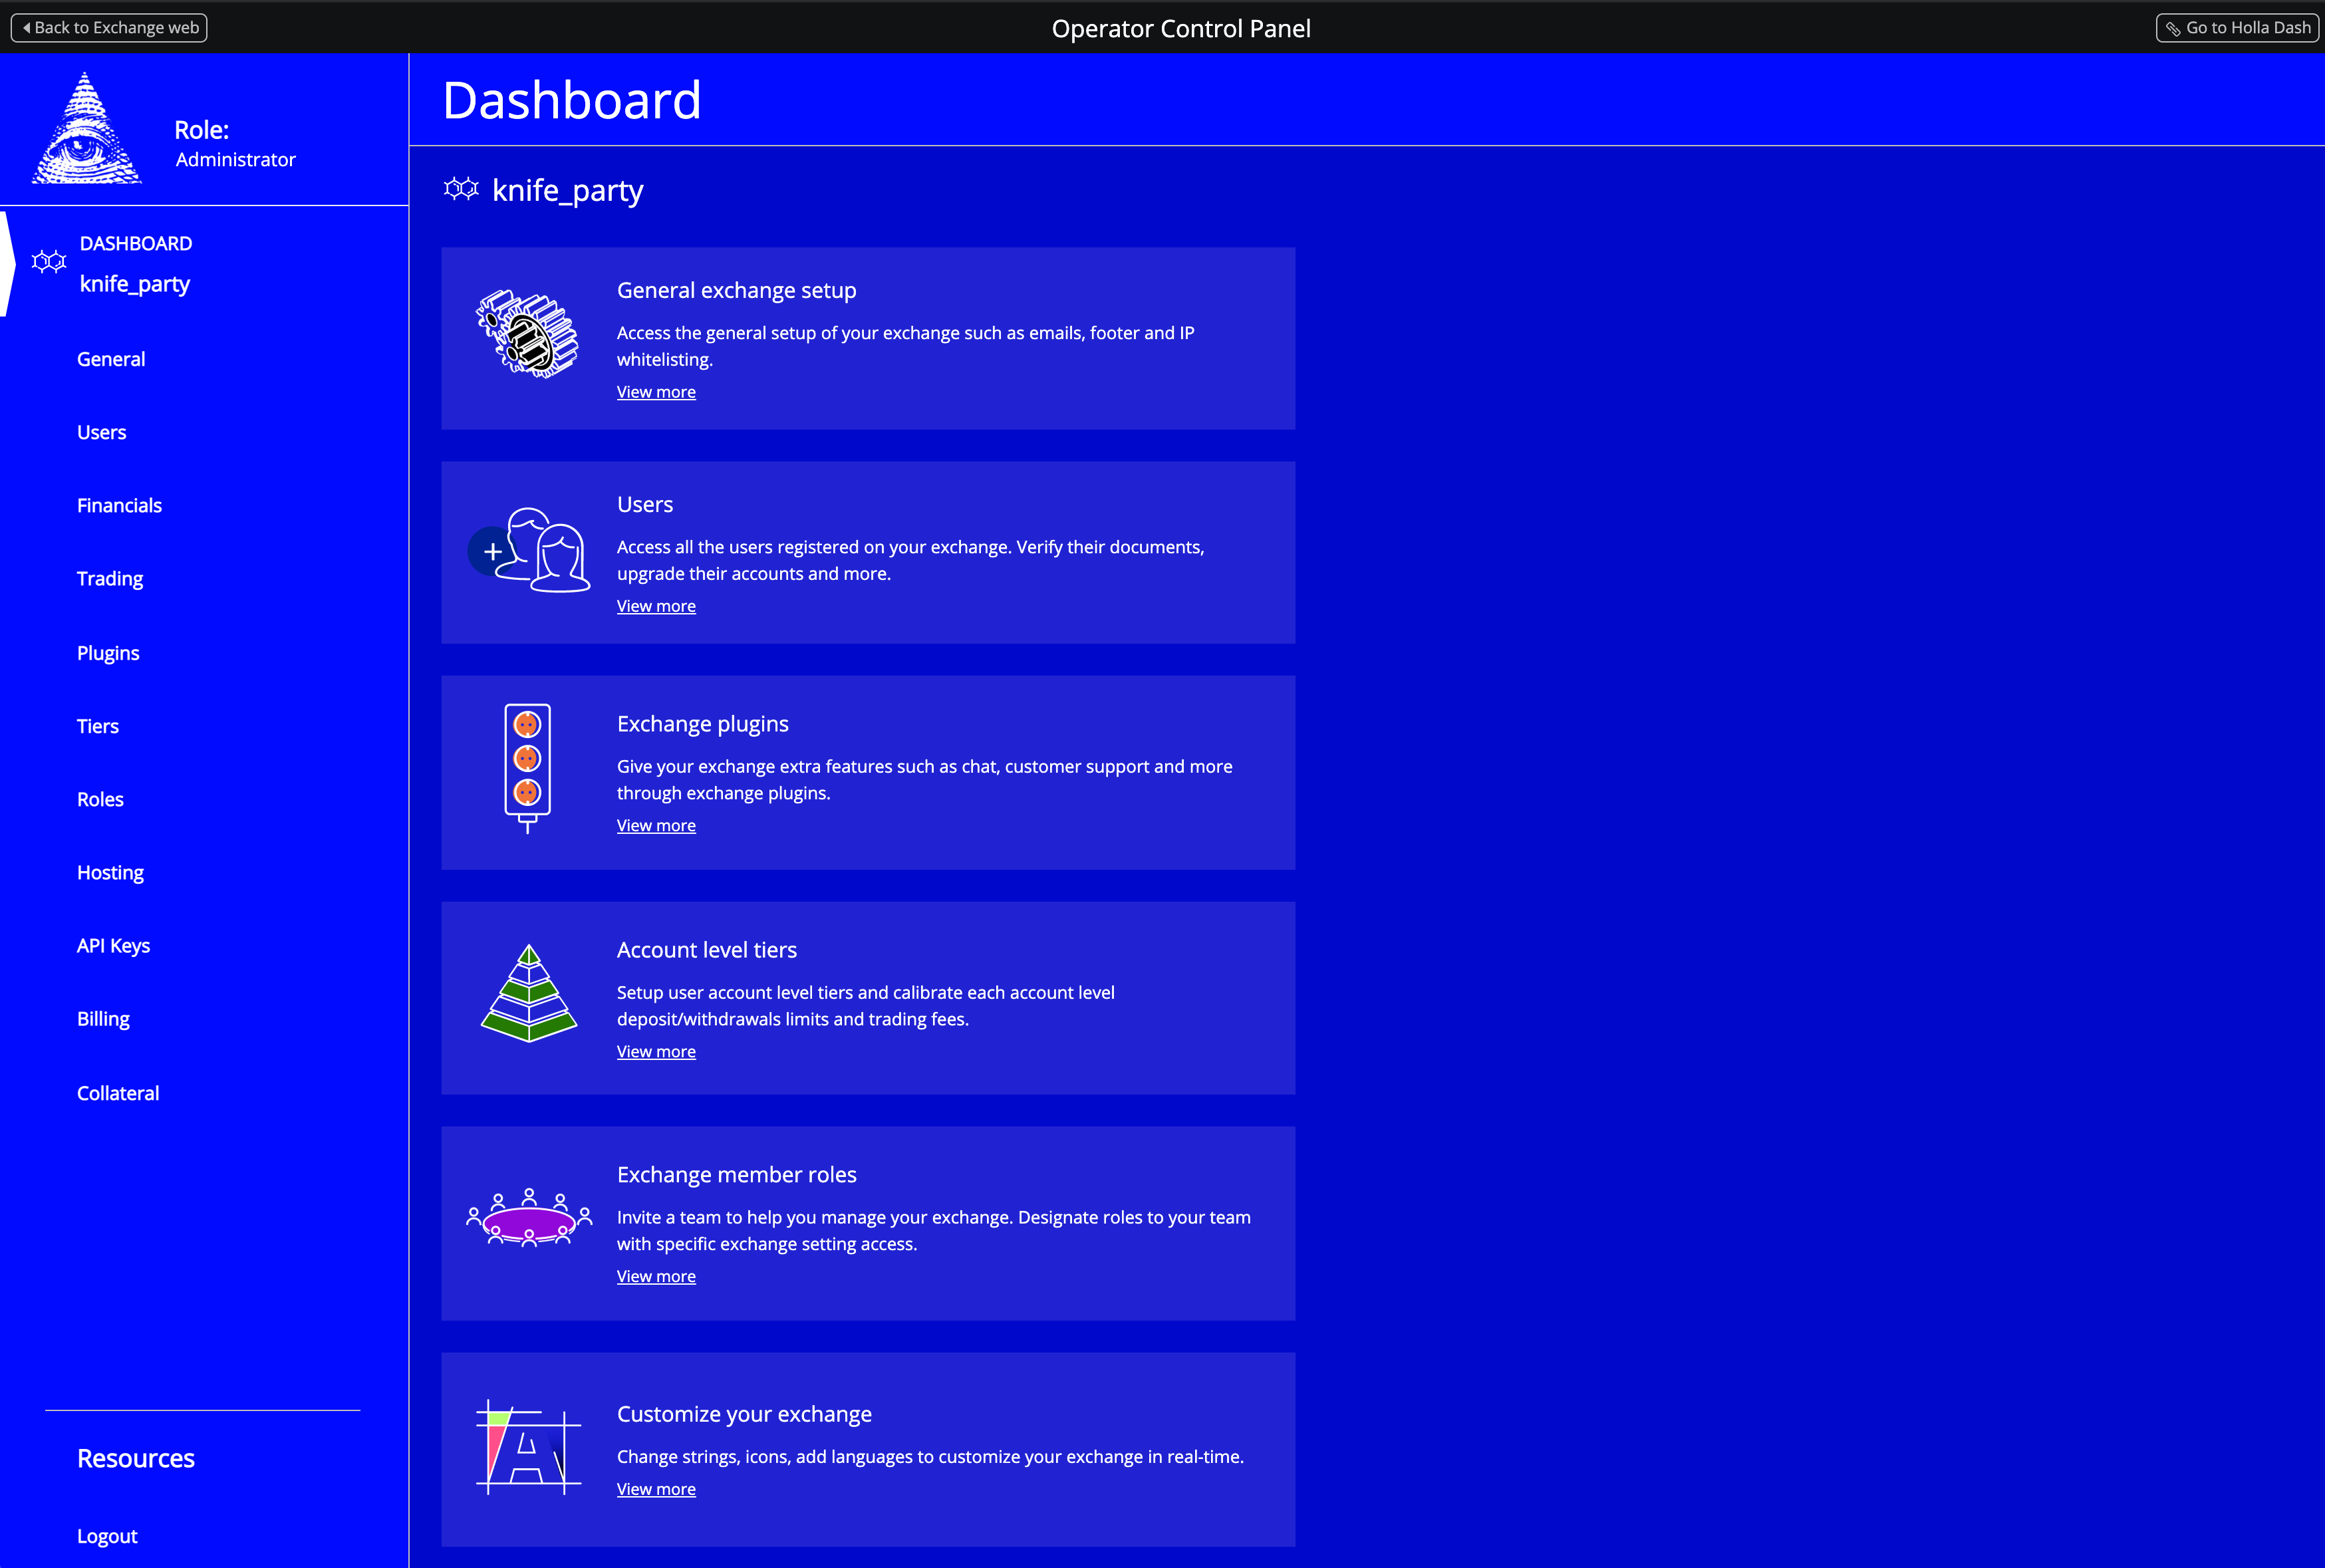 Back to Exchange web
Operator Control Panel
Go to Holla Dash
Role:
Administrator
DASHBOARD
knife_party
General
Users
Financials
Trading
Plugins
Tiers
Roles
Hosting
API Keys
Billing
Collateral
Resources
Logout
Dashboard
knife_party
General exchange setup
Access the general setup of your exchange such as emails, footer and IP
whitelisting.
View more
Users
Access all the users registered on your exchange. Verify their documents,
upgrade their accounts and more.
View more
Exchange plugins
Give your exchange extra features such as chat, customer support and more
through exchange plugins.
View more
Account level tiers
Setup user account level tiers and calibrate each account level
deposit/withdrawals limits and trading fees.
View more
Exchange member roles
Invite a team to help you manage your exchange. Designate roles to your team
with specific exchange setting access.
View more
Customize your exchange
Change strings, icons, add languages to customize your exchange in real-time.
View more